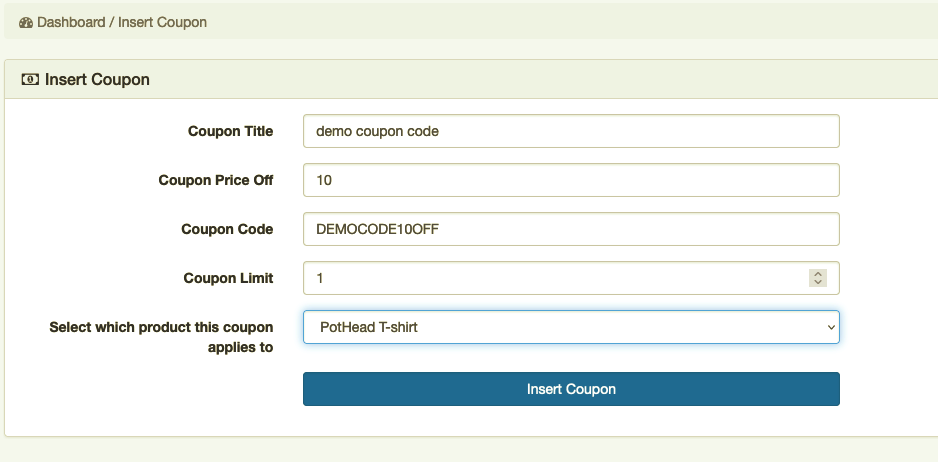 Dashboard / Insert Coupon
Insert Coupon
Coupon Title
demo coupon code
Coupon Price Off
10
Coupon Code
DEMOCODE10OFF
Coupon Limit
1
Select which product this coupon
applies to
PotHead T-shirt
Insert Coupon